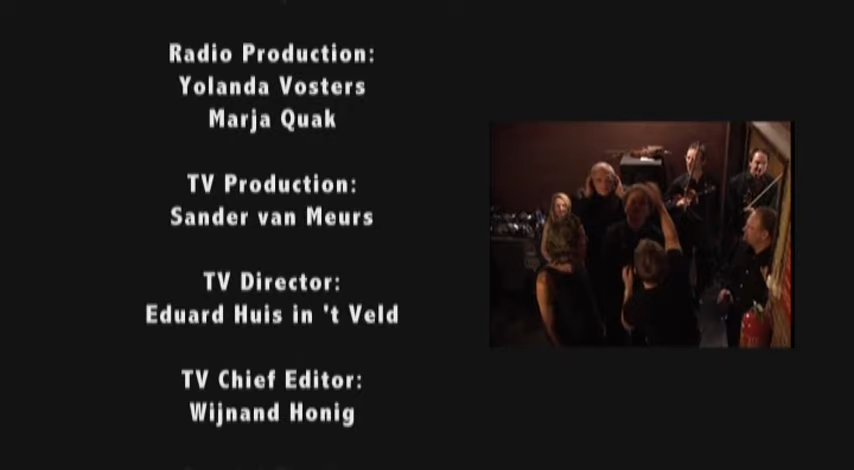 Radio Production:
Yolanda Vosters
Marja Quak
TV Production:
Sander van Meurs
TV Director:
Eduard Huis in 't Veld
TV Chief Editor:
Wijnand Honig